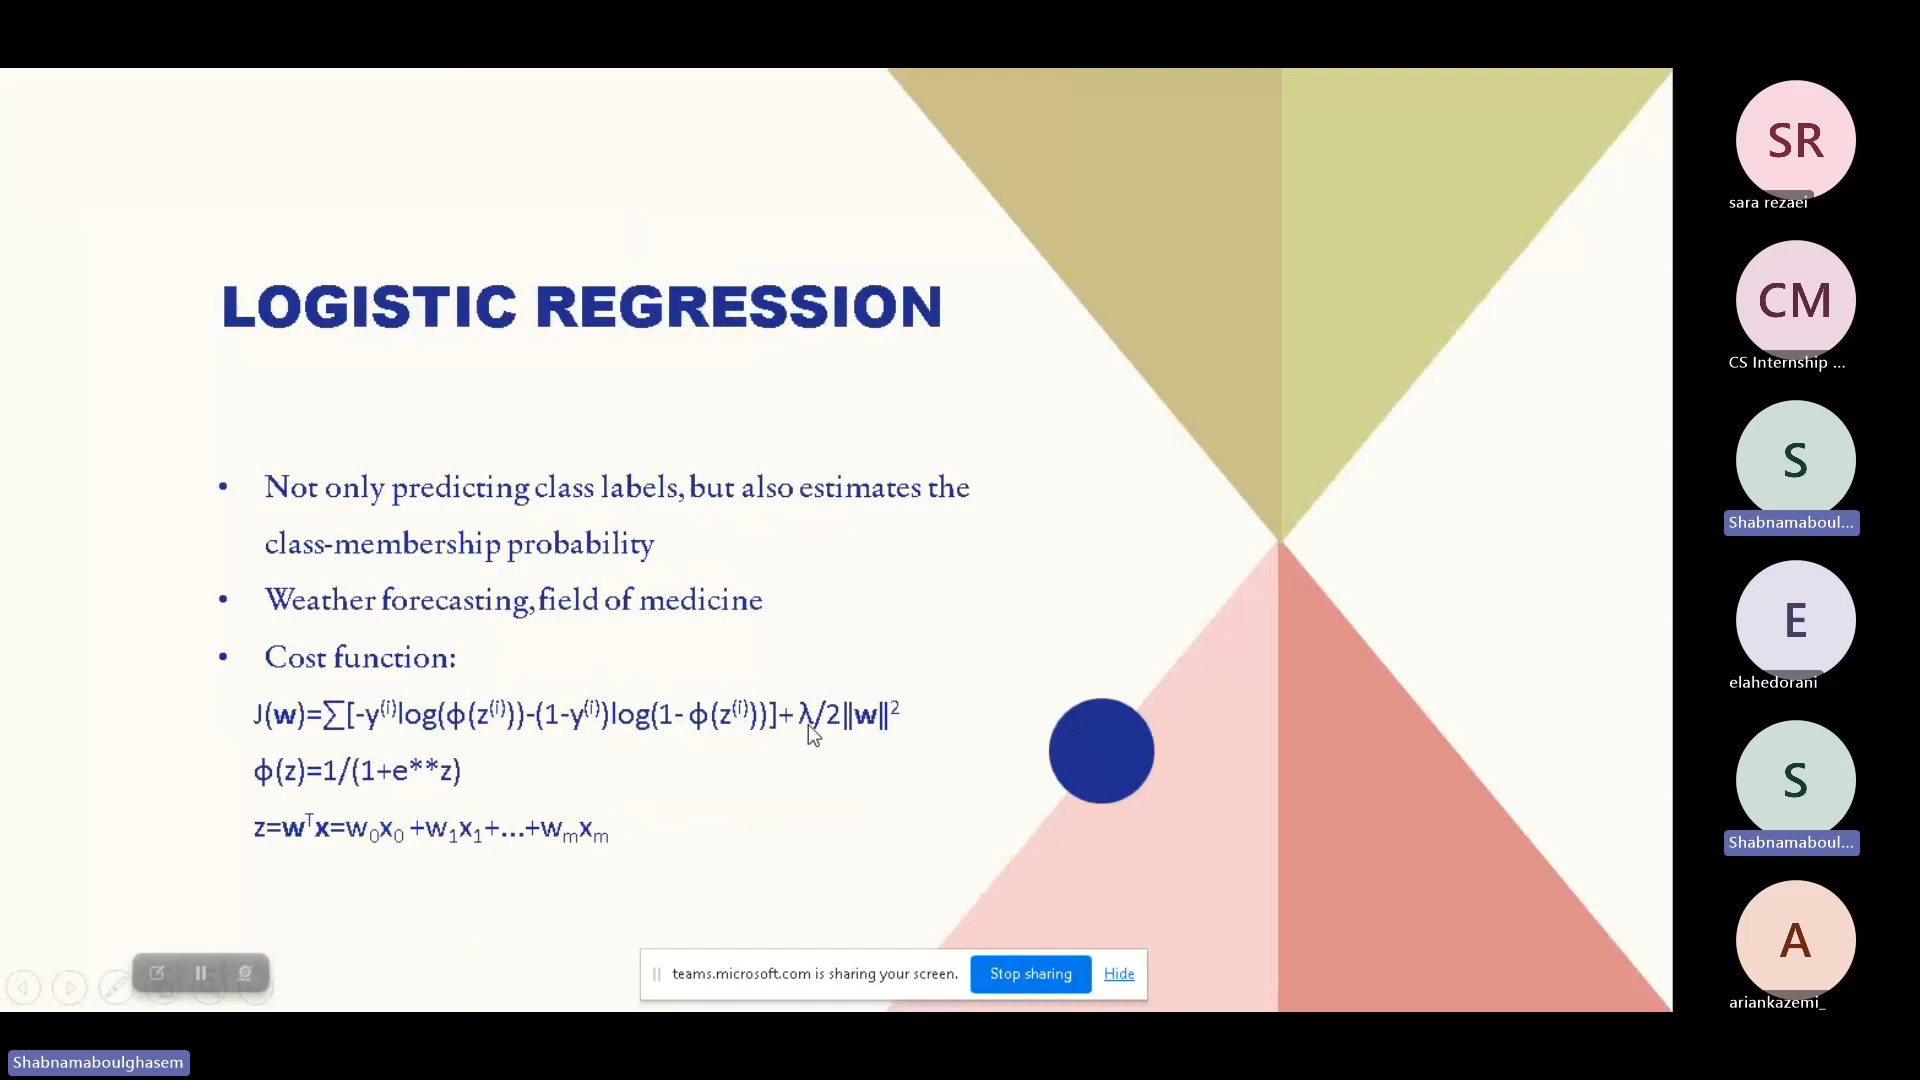 LOGISTIC REGRESSION
• Not only predicting class labels, but also estimates the
class-membership probability
• Weather forecasting, field of medicine
• Cost function:
J(w)=∑[-y⁽ⁱ⁾log(ϕ(z⁽ⁱ⁾))-(1-y⁽ⁱ⁾)log(1- ϕ(z⁽ⁱ⁾))]+ λ/2‖w‖²
ϕ(z)=1/(1+e**z)
z=wᵀx=w₀x₀ +w₁x₁+...+wₘxₘ
teams.microsoft.com is sharing your screen. Stop sharing Hide
SR
sara rezaei
CM
CS Internship ...
S
Shabnamaboul...
E
elahedorani
S
Shabnamaboul...
A
ariankazemi_
Shabnamaboulghasem